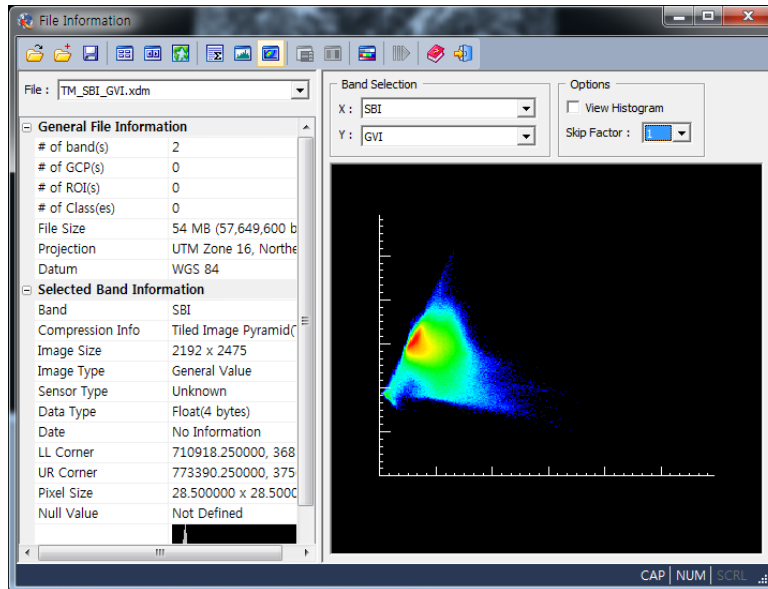 File Information
File : TM_SBI_GVI.xdm
General File Information
# of band(s) 2
# of GCP(s) 0
# of ROI(s) 0
# of Class(es) 0
File Size 54 MB (57,649,600 b
Projection UTM Zone 16, Northe
Datum WGS 84
Selected Band Information
Band SBI
Compression Info Tiled Image Pyramid(
Image Size 2192 x 2475
Image Type General Value
Sensor Type Unknown
Data Type Float(4 bytes)
Date No Information
LL Corner 710918.250000, 368
UR Corner 773390.250000, 375
Pixel Size 28.500000 x 28.5000
Null Value Not Defined
Band Selection
X : SBI
Y : GVI
Options
View Histogram
Skip Factor : 1
CAP NUM SCRL